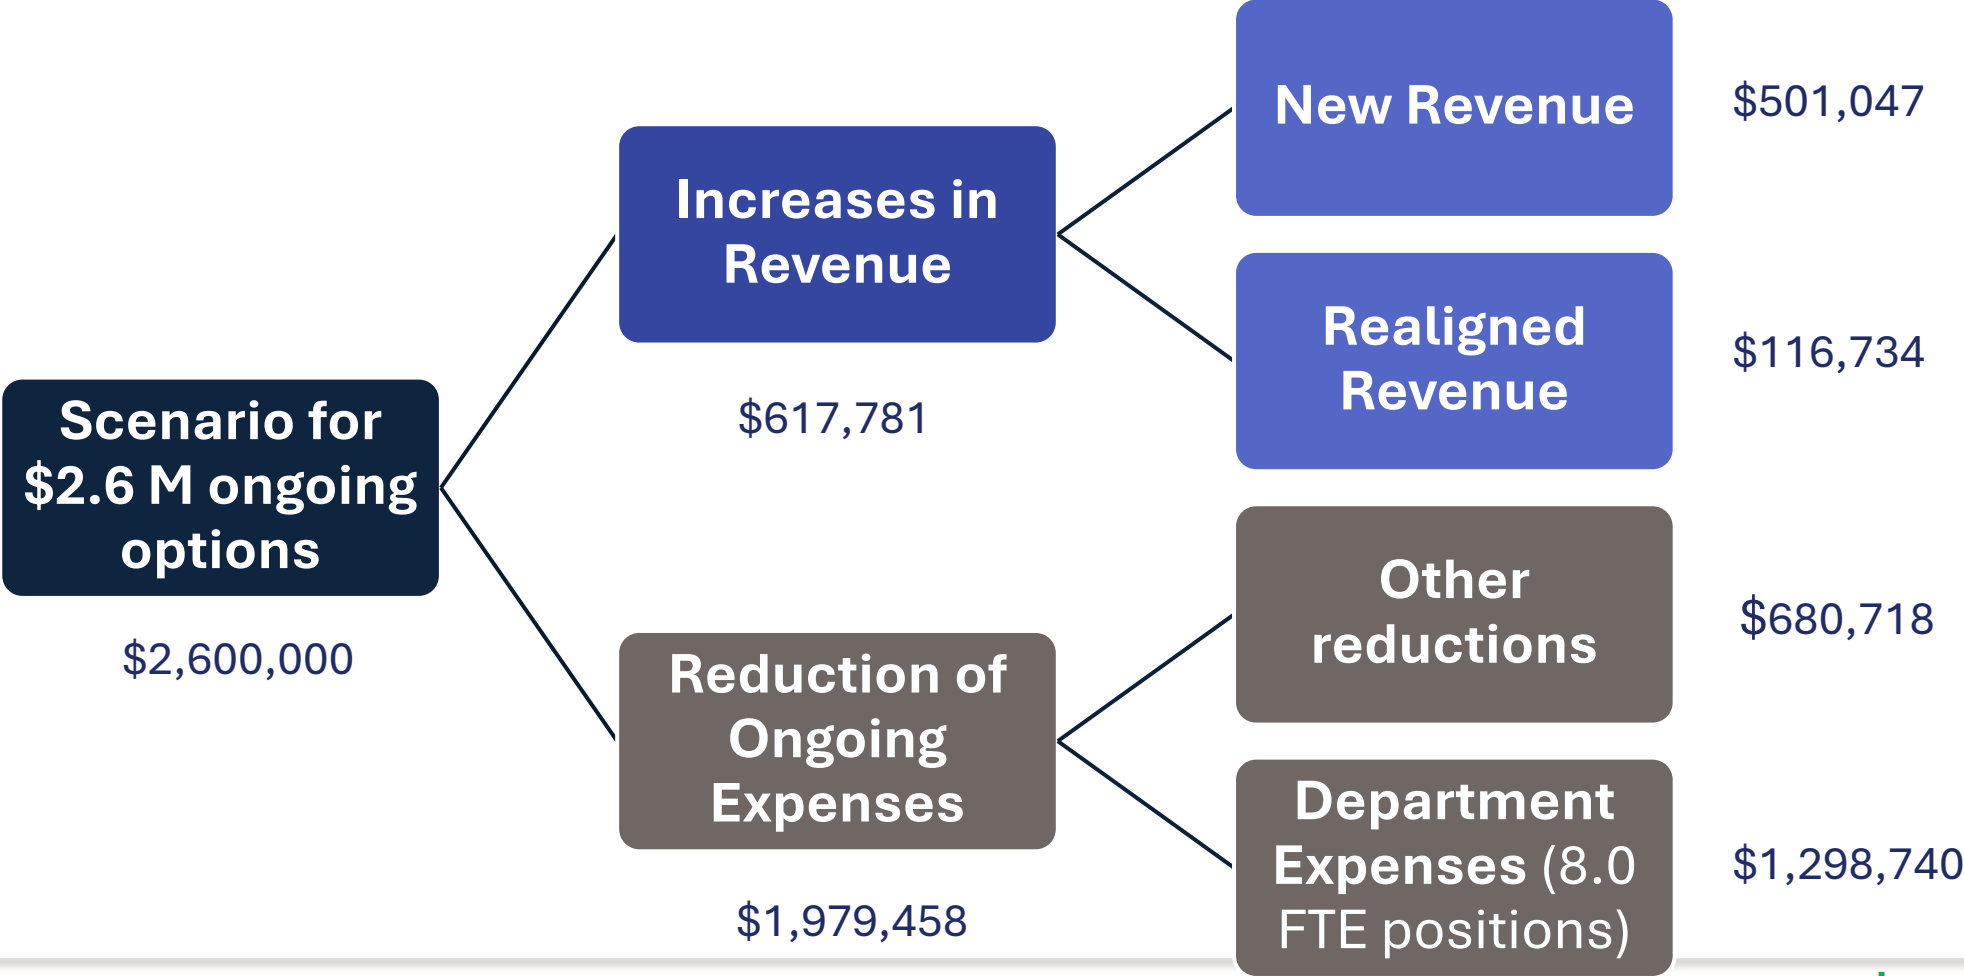 Scenario for
$2.6 M ongoing
options
$2,600,000
Increases in
Revenue
$617,781
New Revenue
$501,047
Realigned
Revenue
$116,734
Reduction of
Ongoing
Expenses
$1,979,458
Other
reductions
$680,718
Department
Expenses (8.0
FTE positions)
$1,298,740